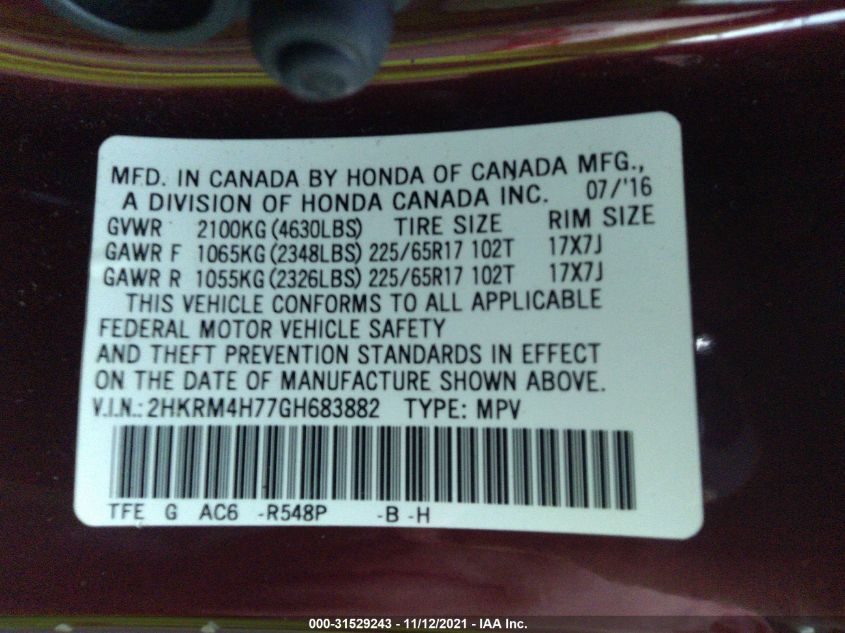 MFD. IN CANADA BY HONDA OF CANADA MFG.,
A DIVISION OF HONDA CANADA INC. 07/'16
GVWR 2100KG (4630LBS) TIRE SIZE RIM SIZE
GAWR F 1065KG (2348LBS) 225/65R17 102T 17X7J
GAWR R 1055KG (2326LBS) 225/65R17 102T 17X7J
THIS VEHICLE CONFORMS TO ALL APPLICABLE
FEDERAL MOTOR VEHICLE SAFETY
AND THEFT PREVENTION STANDARDS IN EFFECT
ON THE DATE OF MANUFACTURE SHOWN ABOVE.
V.I.N.: 2HKRM4H77GH683882 TYPE: MPV
TFE G AC6 -R548P -B -H
000-31529243 - 11/12/2021 - IAA Inc.